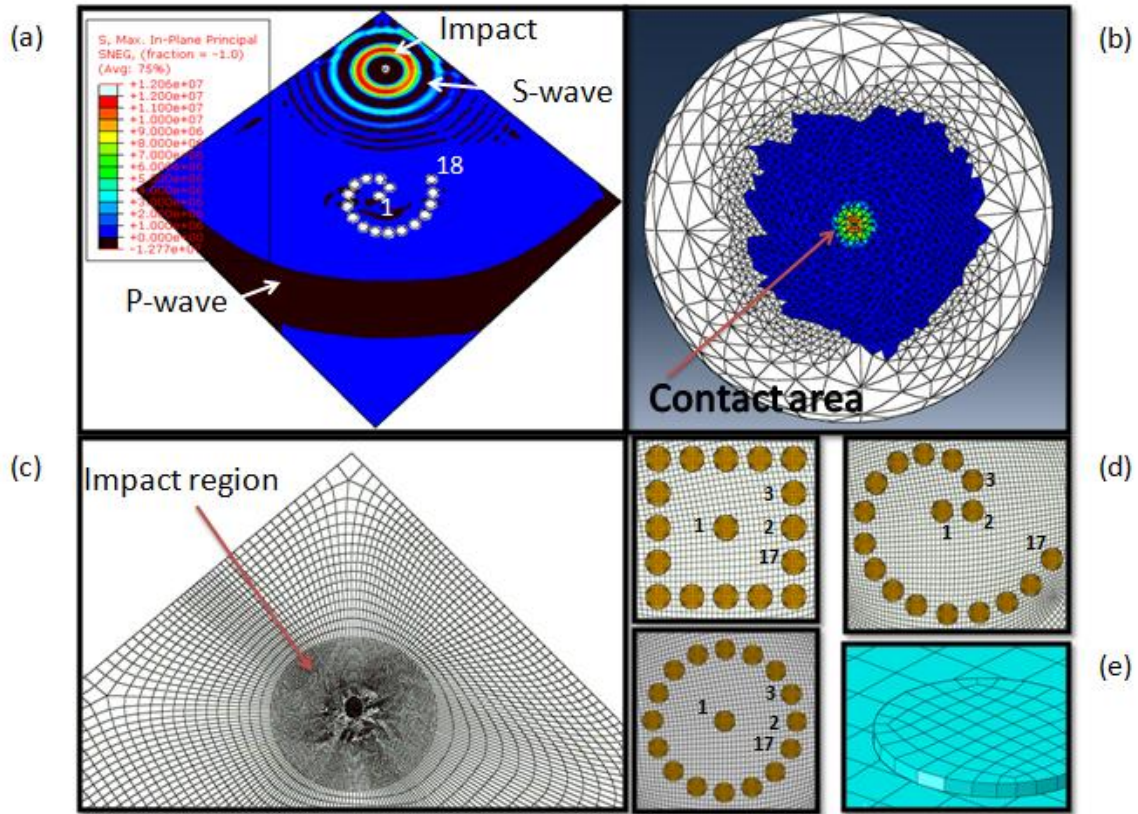 (a)
S, Max. In-Plane Principal
SNEG, (fraction = -1.0)
(Avg: 75%)
+1.206e+07
+1.200e+07
+1.100e+07
+1.000e+07
+9.000e+06
+8.000e+06
+7.000e+06
+6.000e+06
+2.000e+06
+1.000e+06
+0.000e+00
Impact
S-wave
18
1
P-wave
(b)
Contact area
(c)
Impact region
(d)
3
1
2
17
3
1
2
17
3
1
2
17
(e)